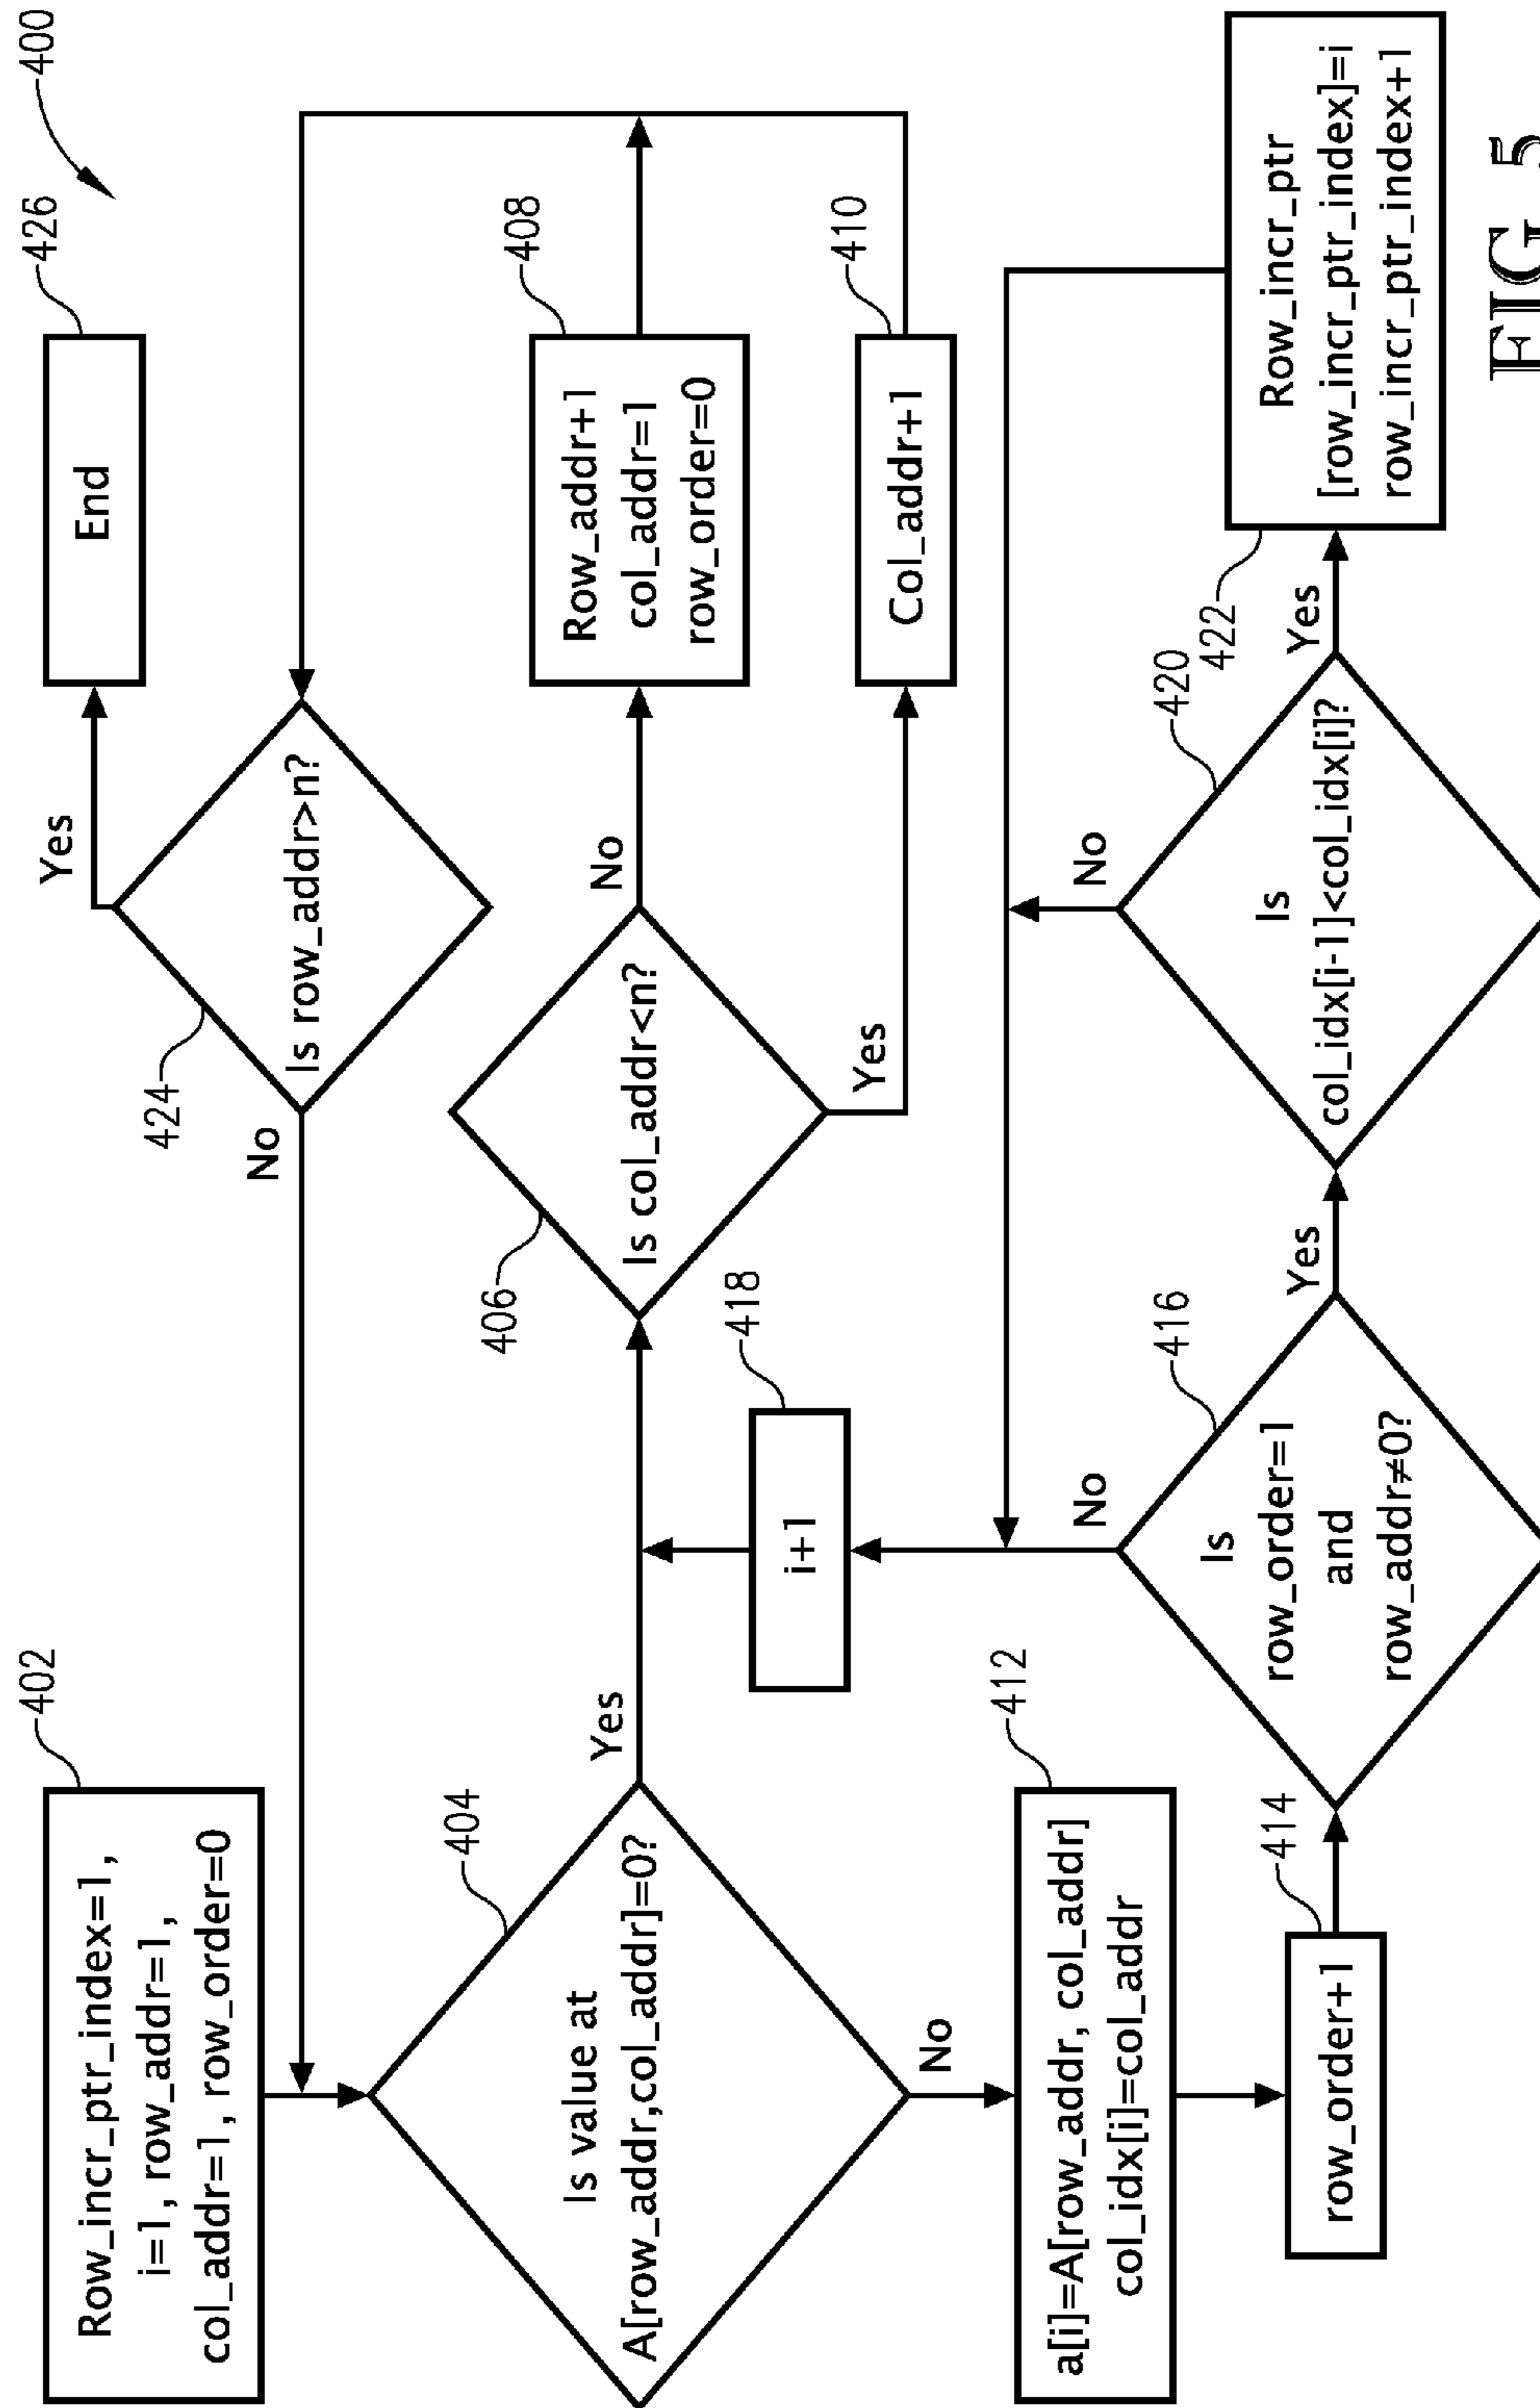 400
402
Row_incr_ptr_index=1,
i=1, row_addr=1,
col_addr=1, row_order=0
424
Is row_addr>n?
Yes
No
426
End
404
Is value at
A[row_addr,col_addr]=0?
Yes
No
406
Is col_addr<n?
No
Yes
408
Row_addr+1
col_addr=1
row_order=0
410
Col_addr+1
418
i+1
412
a[i]=A[row_addr, col_addr]
col_idx[i]=col_addr
414
row_order+1
416
Is
row_order=1
and
row_addr≠0?
No
Yes
420
Is
col_idx[i-1]<col_idx[i]?
No
Yes
422
Row_incr_ptr
[row_incr_ptr_index]=i
row_incr_ptr_index+1
FIG 5